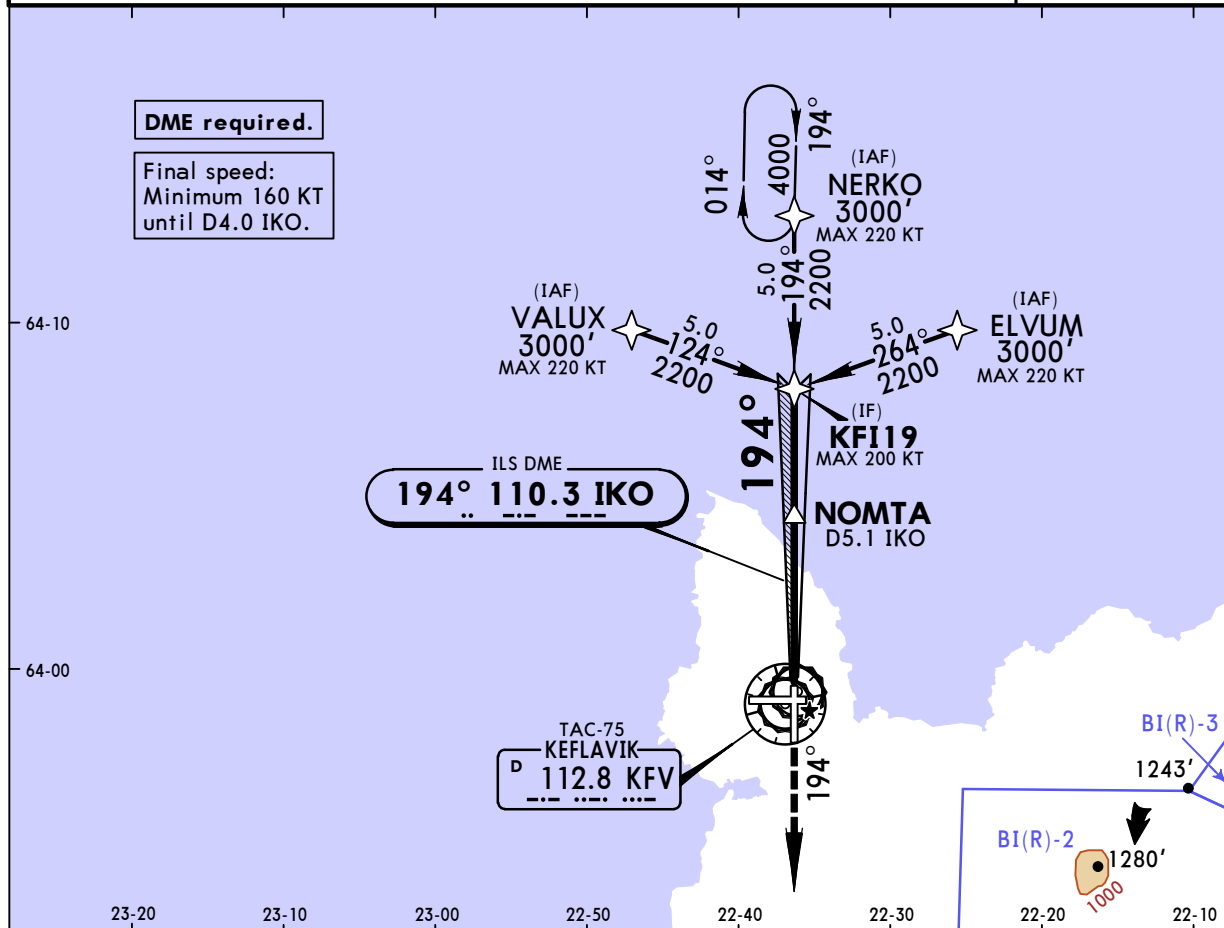 DME required.
Final speed:
Minimum 160 KT
until D4.0 IKO.
194°
4000
014°
(IAF)
NERKO
3000'
MAX 220 KT
5.0
194°
2200
(IAF)
VALUX
3000'
MAX 220 KT
5.0
124°
2200
(IAF)
ELVUM
3000'
MAX 220 KT
5.0
264°
2200
64-10
(IF)
KFI19
MAX 200 KT
194°
ILS DME
194° 110.3 IKO
NOMTA
D5.1 IKO
64-00
TAC-75
KEFLAVIK
D 112.8 KFV
194°
BI(R)-3
1243'
BI(R)-2
1280'
1000
23-20 23-10 23-00 22-50 22-40 22-30 22-20 22-10